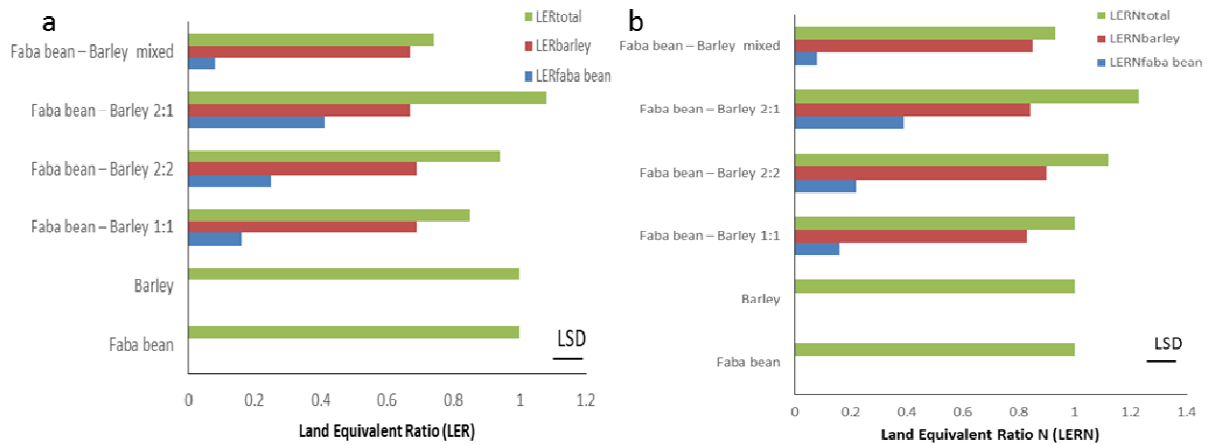 a
LERtotal
LERbarley
LERfaba bean
Faba bean – Barley mixed
Faba bean – Barley 2:1
Faba bean – Barley 2:2
Faba bean – Barley 1:1
Barley
Faba bean
LSD
0 0.2 0.4 0.6 0.8 1 1.2
Land Equivalent Ratio (LER)
b
LERNtotal
LERNbarley
LERNfaba bean
Faba bean – Barley mixed
Faba bean – Barley 2:1
Faba bean – Barley 2:2
Faba bean – Barley 1:1
Barley
Faba bean
LSD
0 0.2 0.4 0.6 0.8 1 1.2 1.4
Land Equivalent Ratio N (LERN)